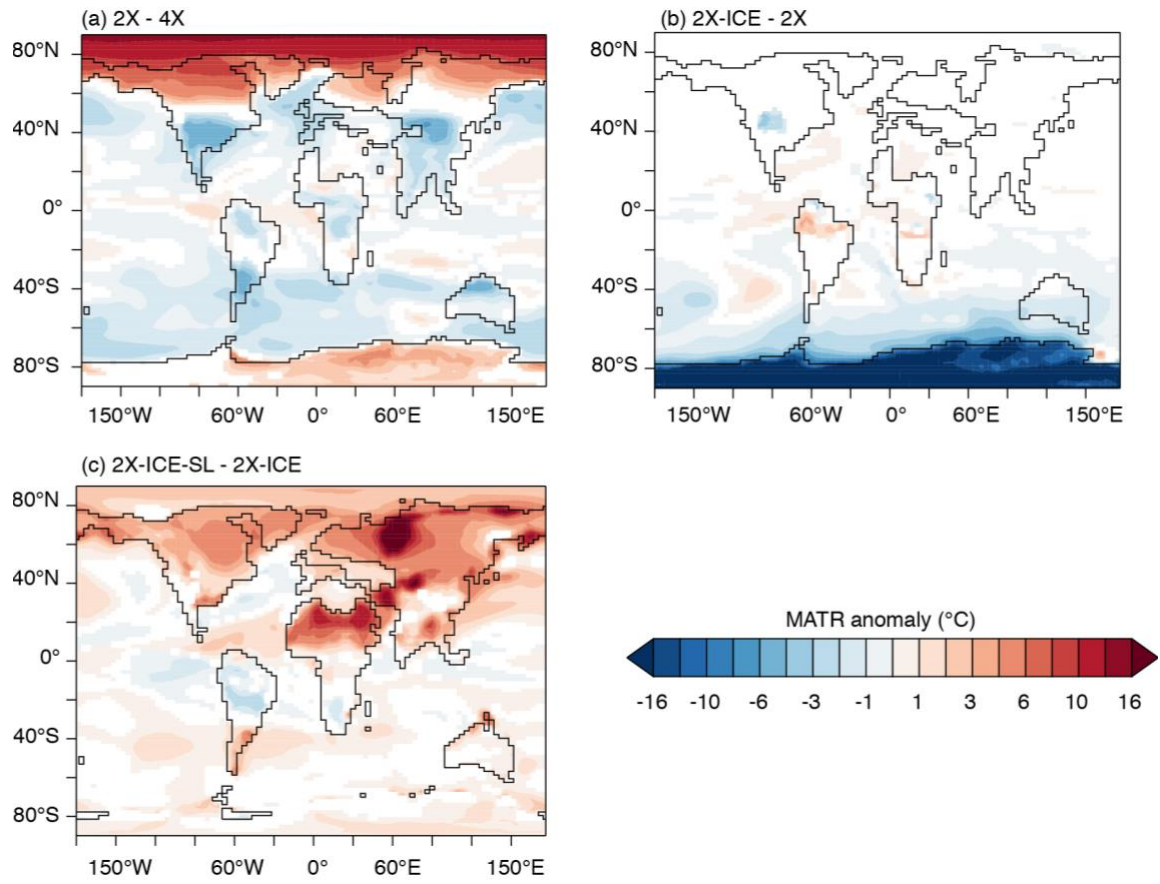 (a) 2X - 4X
80°N
40°N
0°
40°S
80°S
150°W 60°W 0° 60°E 150°E
(b) 2X-ICE - 2X
80°N
40°N
0°
40°S
80°S
150°W 60°W 0° 60°E 150°E
(c) 2X-ICE-SL - 2X-ICE
80°N
40°N
0°
40°S
80°S
150°W 60°W 0° 60°E 150°E
MATR anomaly (°C)
-16 -10 -6 -3 -1 1 3 6 10 16